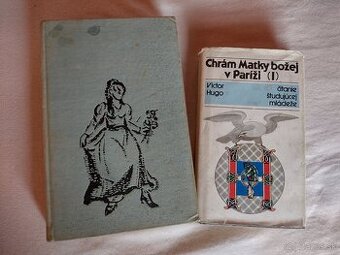 Chrám Matky božej
v Paríži (I)
Victor
Hugo
čítanie
študujúcej
mládeže